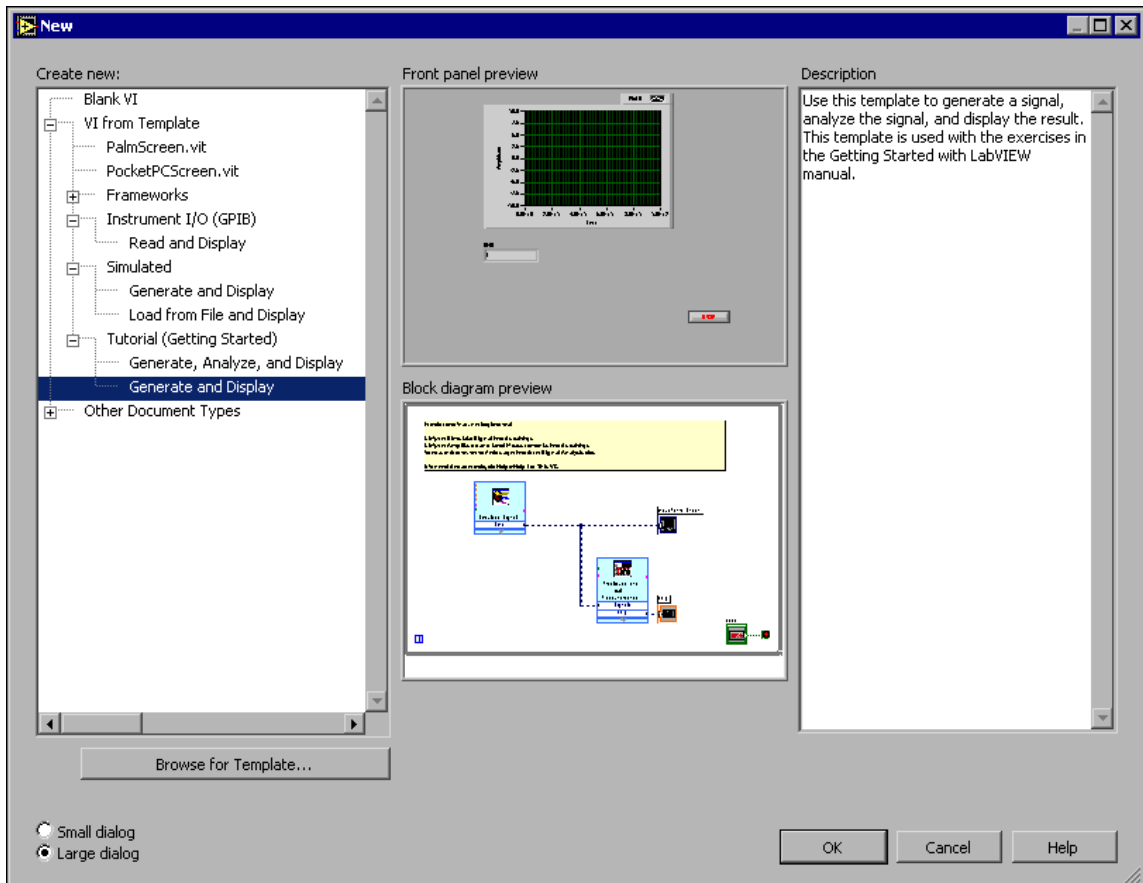 New
Create new:
Blank VI
VI from Template
PalmScreen.vit
PocketPCScreen.vit
Frameworks
Instrument I/O (GPIB)
Read and Display
Simulated
Generate and Display
Load from File and Display
Tutorial (Getting Started)
Generate, Analyze, and Display
Generate and Display
Other Document Types
Browse for Template...
Small dialog
Large dialog
Front panel preview
Block diagram preview
Description
Use this template to generate a signal,
analyze the signal, and display the result.
This template is used with the exercises in
the Getting Started with LabVIEW
manual.
OK
Cancel
Help